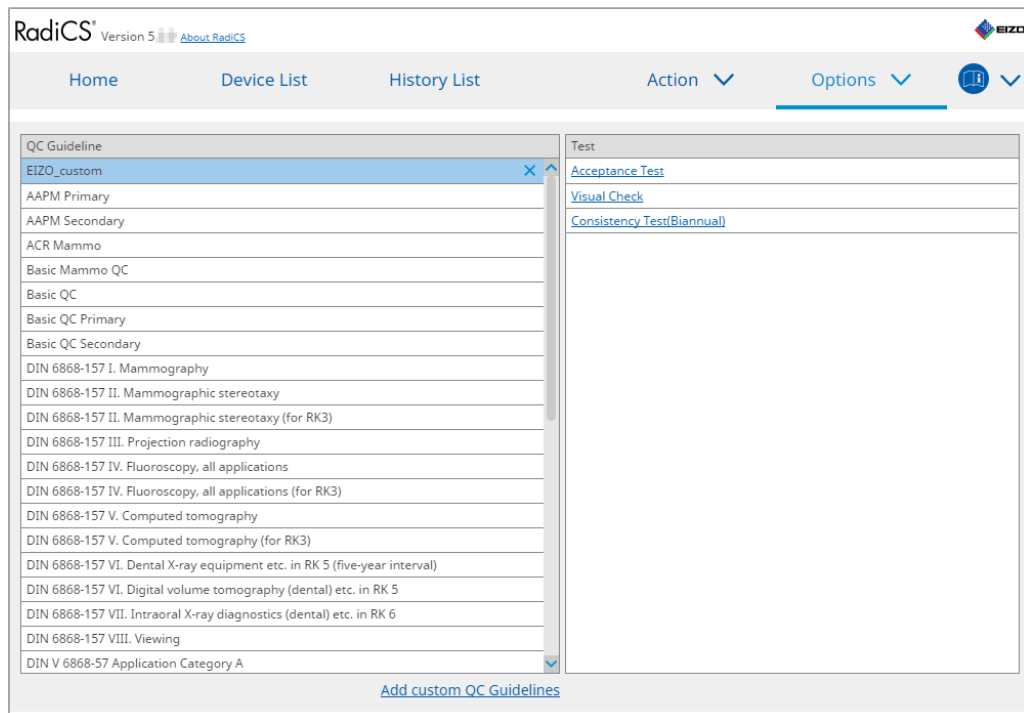 RadiCS® Version 5. About RadiCS
EIZO
Home Device List History List Action Options
QC Guideline
EIZO_custom
AAPM Primary
AAPM Secondary
ACR Mammo
Basic Mammo QC
Basic QC
Basic QC Primary
Basic QC Secondary
DIN 6868-157 I. Mammography
DIN 6868-157 II. Mammographic stereotaxy
DIN 6868-157 II. Mammographic stereotaxy (for RK3)
DIN 6868-157 III. Projection radiography
DIN 6868-157 IV. Fluoroscopy, all applications
DIN 6868-157 IV. Fluoroscopy, all applications (for RK3)
DIN 6868-157 V. Computed tomography
DIN 6868-157 V. Computed tomography (for RK3)
DIN 6868-157 VI. Dental X-ray equipment etc. in RK 5 (five-year interval)
DIN 6868-157 VI. Digital volume tomography (dental) etc. in RK 5
DIN 6868-157 VII. Intraoral X-ray diagnostics (dental) etc. in RK 6
DIN 6868-157 VIII. Viewing
DIN V 6868-57 Application Category A
Test
Acceptance Test
Visual Check
Consistency Test(Biannual)
Add custom QC Guidelines